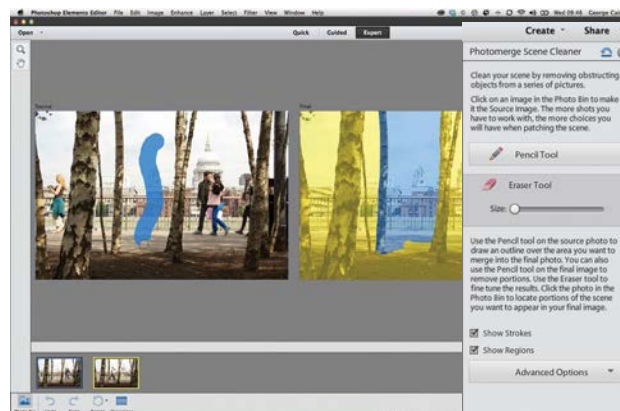 Photoshop Elements Editor File Edit Image Enhance Layer Select Filter View Window Help
Wed 09.46 George Cai
Open
Quick Guided Expert
Create Share
Photomerge Scene Cleaner
Clean your scene by removing obstructing
objects from a series of pictures.
Click on an image in the Photo Bin to make
it the Source Image. The more shots you
have to work with, the more choices you
will have when patching the scene.
Source
Final
Pencil Tool
Eraser Tool
Size:
Use the Pencil tool on the source photo to
draw an outline over the area you want to
merge into the final photo. You can also
use the Pencil tool on the final image to
remove portions. Use the Eraser tool to
fine tune the results. Click the photo in the
Photo Bin to locate portions of the scene
you want to appear in your final image.
Show Strokes
Show Regions
Advanced Options